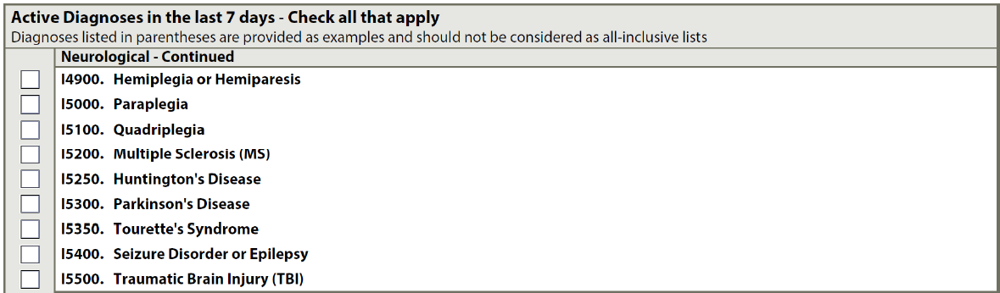 Active Diagnoses in the last 7 days - Check all that apply
Diagnoses listed in parentheses are provided as examples and should not be considered as all-inclusive lists
Neurological - Continued
I4900. Hemiplegia or Hemiparesis
I5000. Paraplegia
I5100. Quadriplegia
I5200. Multiple Sclerosis (MS)
I5250. Huntington's Disease
I5300. Parkinson's Disease
I5350. Tourette's Syndrome
I5400. Seizure Disorder or Epilepsy
I5500. Traumatic Brain Injury (TBI)